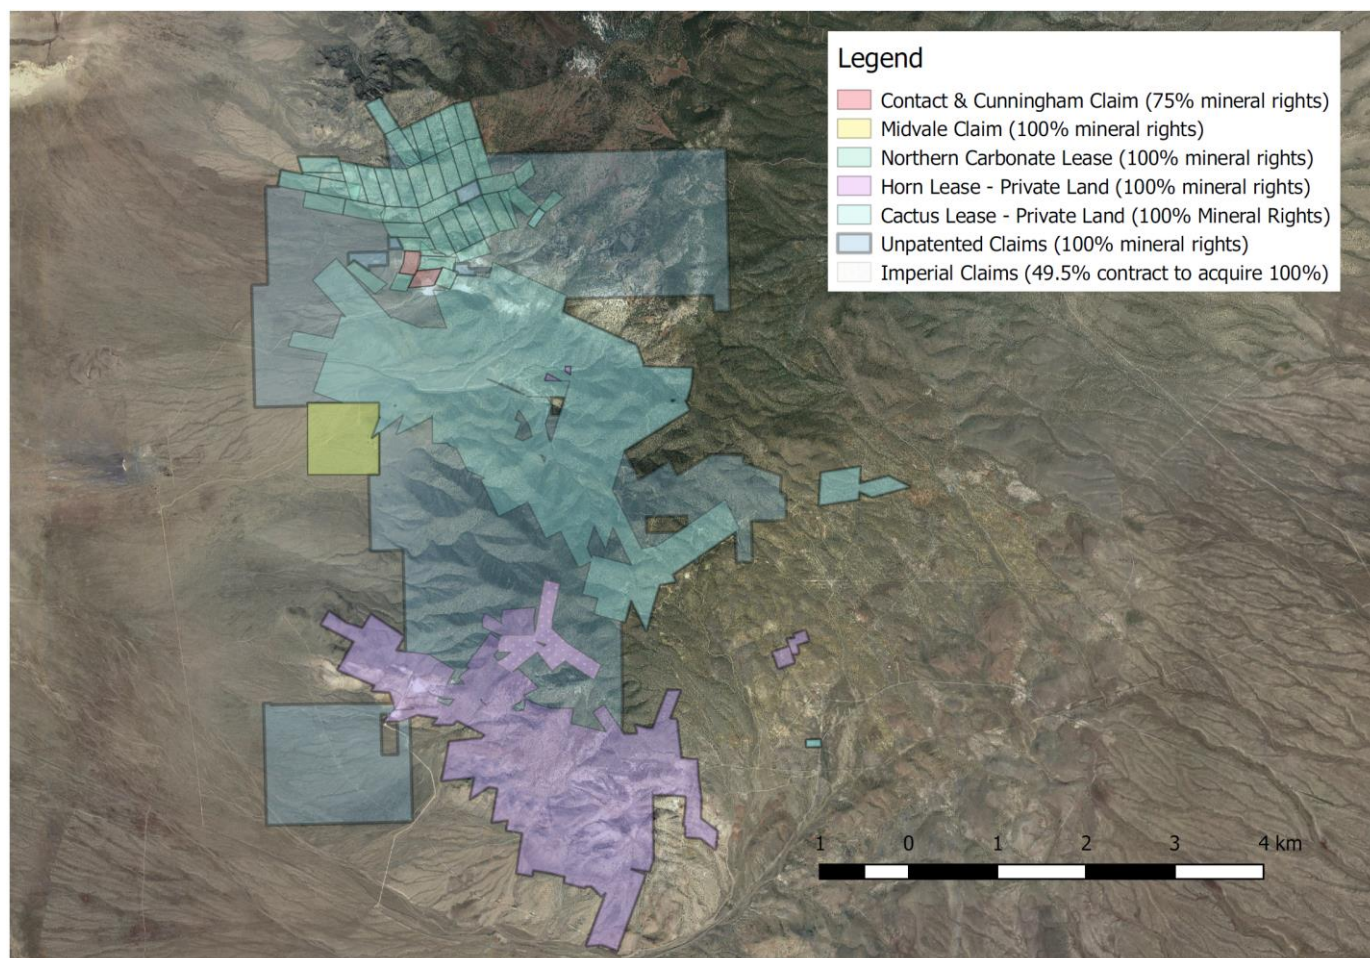 Legend
Contact & Cunningham Claim (75% mineral rights)
Midvale Claim (100% mineral rights)
Northern Carbonate Lease (100% mineral rights)
Horn Lease - Private Land (100% mineral rights)
Cactus Lease - Private Land (100% Mineral Rights)
Unpatented Claims (100% mineral rights)
Imperial Claims (49.5% contract to acquire 100%)
1 0 1 2 3 4 km